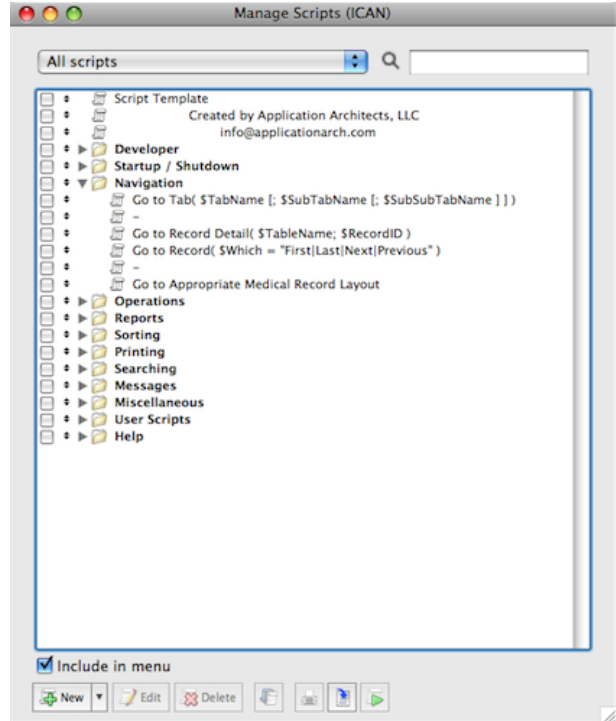 Manage Scripts (ICAN)
All scripts
Script Template
Created by Application Architects, LLC
info@applicationarch.com
Developer
Startup / Shutdown
Navigation
Go to Tab( $TabName [; $SubTabName [; $SubSubTabName ] ] )
–
Go to Record Detail( $TableName; $RecordID )
Go to Record( $Which = "First|Last|Next|Previous" )
–
Go to Appropriate Medical Record Layout
Operations
Reports
Sorting
Printing
Searching
Messages
Miscellaneous
User Scripts
Help
Include in menu
New Edit Delete